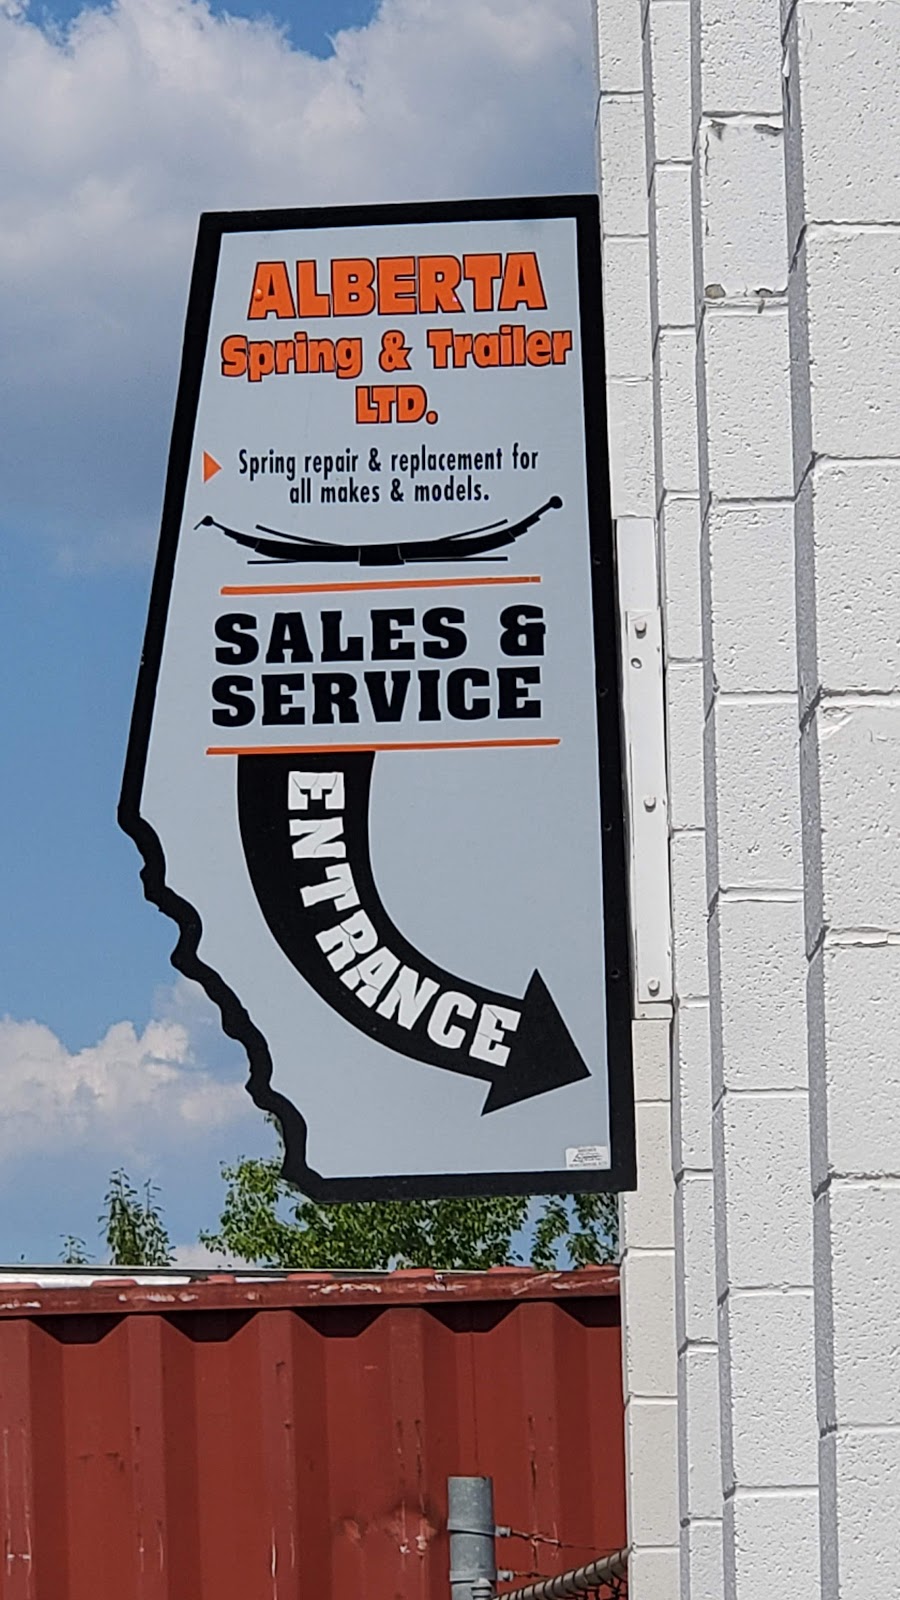 ALBERTA
Spring & Trailer
LTD.
Spring repair & replacement for
all makes & models.
SALES &
SERVICE
ENTRANCE